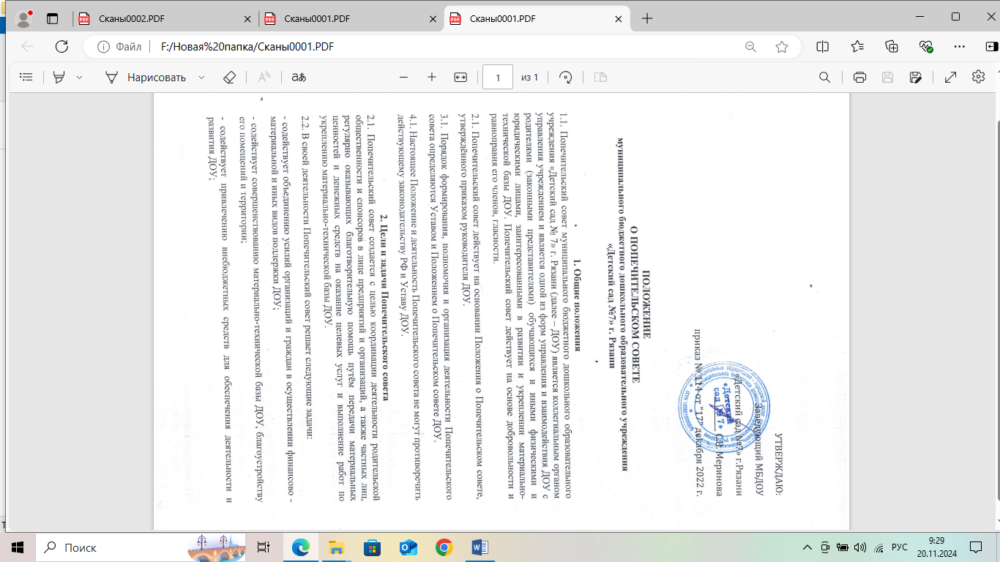 Сканы0002.PDF
Сканы0001.PDF
Сканы0001.PDF
Файл
F:/Новая%20папка/Сканы0001.PDF
Нарисовать
1
из 1
УТВЕРЖДАЮ:
Заведующий МБДОУ
«Детский сад №7» г.Рязани
С.В. Меринова
приказ № 114 от "17" декабря 2022 г.
«Детский
сад № 7»
ПОЛОЖЕНИЕ
О ПОПЕЧИТЕЛЬСКОМ СОВЕТЕ
муниципального бюджетного дошкольного образовательного учреждения
«Детский сад №7» г. Рязани
1. Общие положения
1.1. Попечительский совет муниципального бюджетного дошкольного образовательного
учреждения «Детский сад № 7» г. Рязани (далее – ДОУ) является коллегиальным органом
управления учреждением и является одной из форм управления и взаимодействия ДОУ с
родителями (законными представителями) обучающихся и иными физическими и
юридическими лицами, заинтересованными в развитии и укреплении материально-
технической базы ДОУ. Попечительский совет действует на основе добровольности и
равноправия его членов, гласности.
2.1. Попечительский совет действует на основании Положения о Попечительском совете,
утверждённого приказом руководителя ДОУ.
3.1. Порядок формирования, полномочия и организация деятельности Попечительского
совета определяются Уставом и Положением о Попечительском совете ДОУ.
4.1. Настоящее Положение и деятельность Попечительского совета не могут противоречить
действующему законодательству РФ и Уставу ДОУ.
2. Цели и задачи Попечительского совета
2.1. Попечительский совет создается с целью координации деятельности родительской
общественности и спонсоров в лице предприятий и организаций, а также частных лиц,
регулярно оказывающих благотворительную помощь путём передачи материальных
ценностей и денежных средств на оказание целевых услуг и выполнение работ по
укреплению материально-технической базы ДОУ.
2.2. В своей деятельности Попечительский совет решает следующие задачи:
- содействует объединению усилий организаций и граждан в осуществлении финансово -
материальной и иных видов поддержки ДОУ;
- содействует совершенствованию материально-технической базы ДОУ, благоустройству
его помещений и территории;
- содействует привлечению внебюджетных средств для обеспечения деятельности и
развития ДОУ;
Поиск
РУС
9:29
20.11.2024